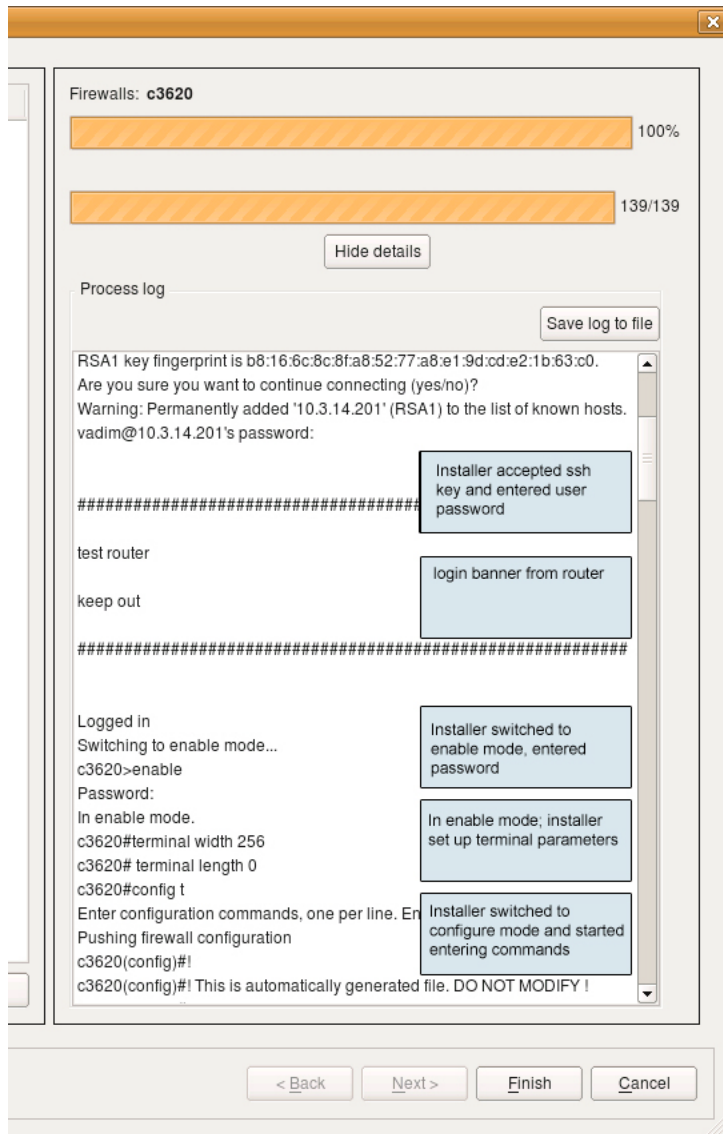 Firewalls: c3620
100%
139/139
Hide details
Process log
Save log to file
RSA1 key fingerprint is b8:16:6c:8c:8f:a8:52:77:a8:e1:9d:cd:e2:1b:63:c0.
Are you sure you want to continue connecting (yes/no)?
Warning: Permanently added '10.3.14.201' (RSA1) to the list of known hosts.
vadim@10.3.14.201's password:
Installer accepted ssh
key and entered user
password
####################################
test router
login banner from router
keep out
###########################################################
Logged in
Switching to enable mode...
c3620>enable
Password:
Installer switched to
enable mode, entered
password
In enable mode.
c3620#terminal width 256
c3620# terminal length 0
In enable mode; installer
set up terminal parameters
c3620#config t
Enter configuration commands, one per line. En
Pushing firewall configuration
c3620(config)#!
Installer switched to
configure mode and started
entering commands
c3620(config)#! This is automatically generated file. DO NOT MODIFY !
< Back
Next >
Finish
Cancel